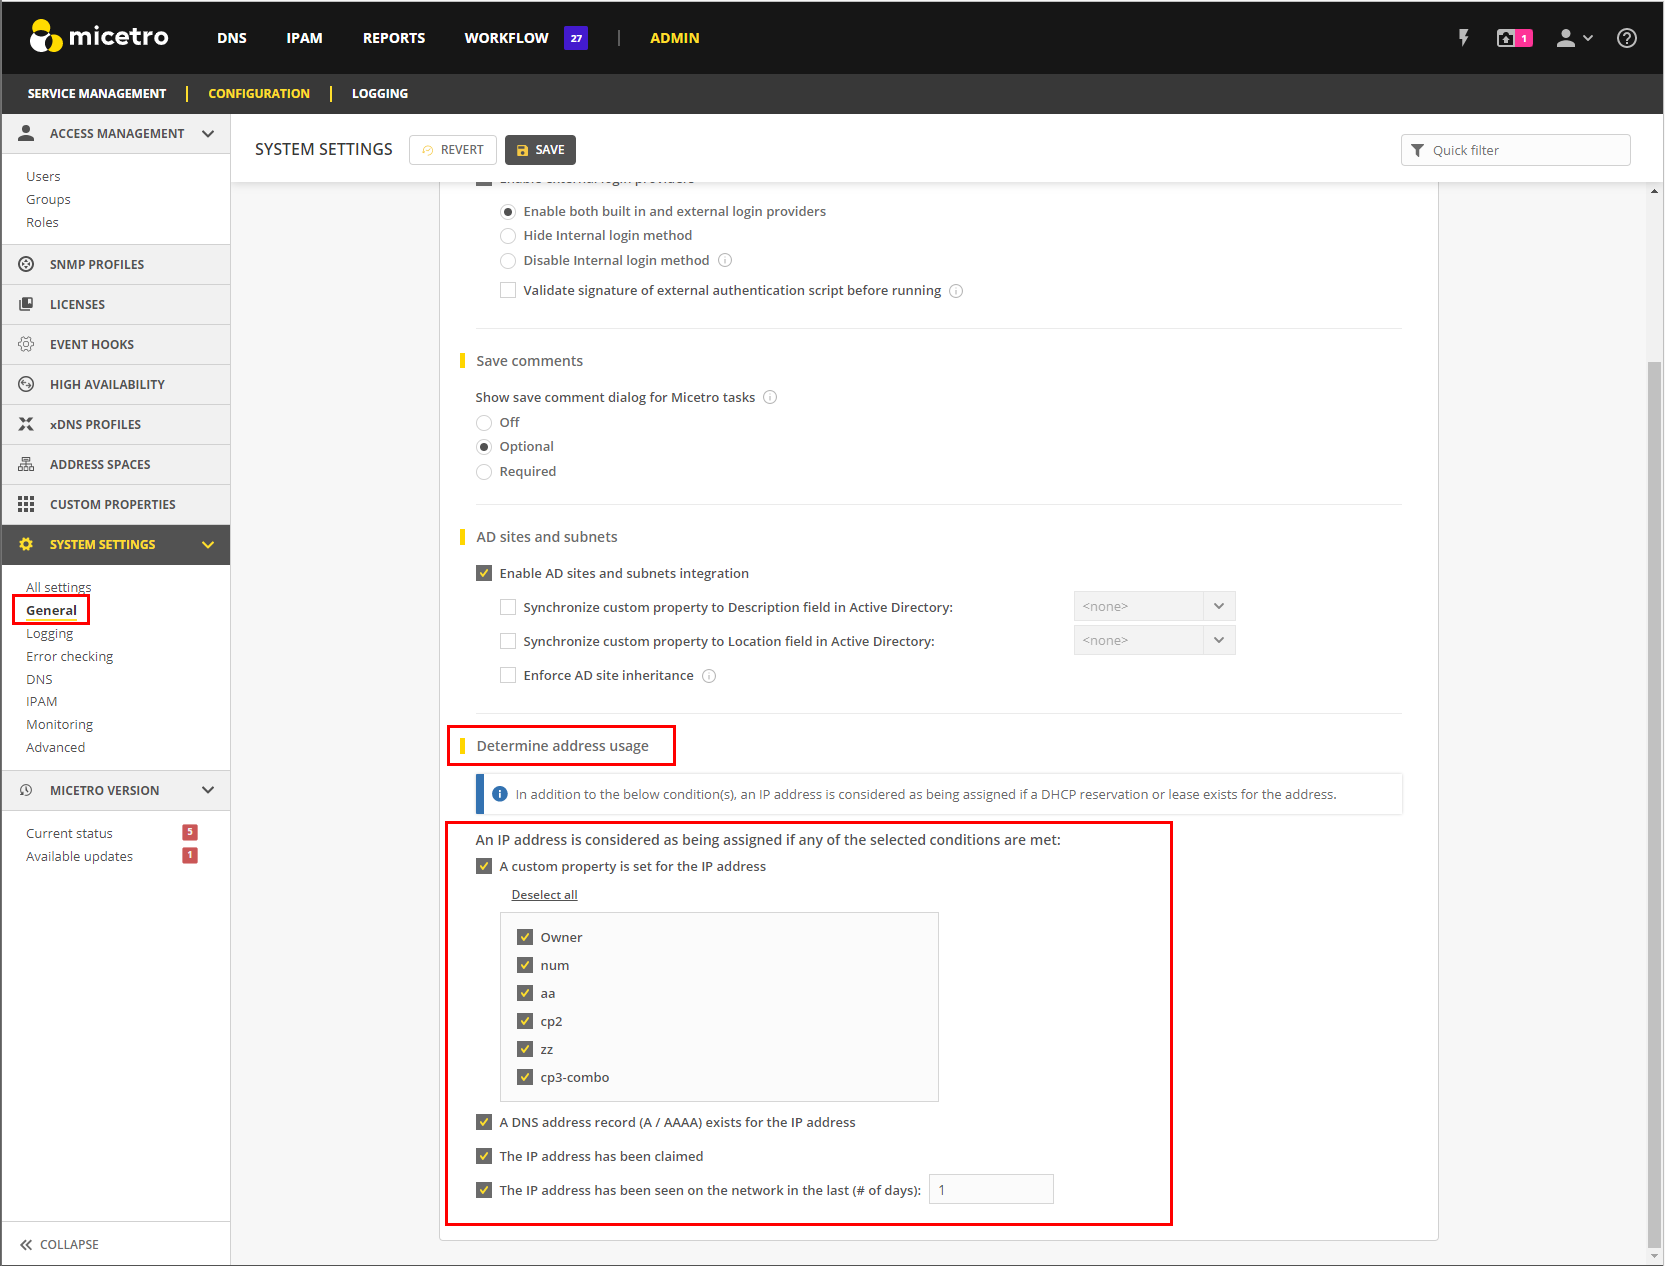 micetro DNS IPAM REPORTS WORKFLOW 27 | ADMIN 1
SERVICE MANAGEMENT | CONFIGURATION | LOGGING
ACCESS MANAGEMENT
Users
Groups
Roles
SNMP PROFILES
LICENSES
EVENT HOOKS
HIGH AVAILABILITY
xDNS PROFILES
ADDRESS SPACES
CUSTOM PROPERTIES
SYSTEM SETTINGS
All settings
General
Logging
Error checking
DNS
IPAM
Monitoring
Advanced
MICETRO VERSION
Current status 5
Available updates 1
COLLAPSE
SYSTEM SETTINGS REVERT SAVE Quick filter
Enable external login providers
Enable both built in and external login providers
Hide Internal login method
Disable Internal login method
Validate signature of external authentication script before running
Save comments
Show save comment dialog for Micetro tasks
Off
Optional
Required
AD sites and subnets
Enable AD sites and subnets integration
Synchronize custom property to Description field in Active Directory: <none>
Synchronize custom property to Location field in Active Directory: <none>
Enforce AD site inheritance
Determine address usage
In addition to the below condition(s), an IP address is considered as being assigned if a DHCP reservation or lease exists for the address.
An IP address is considered as being assigned if any of the selected conditions are met:
A custom property is set for the IP address
Deselect all
Owner
num
aa
cp2
zz
cp3-combo
A DNS address record (A / AAAA) exists for the IP address
The IP address has been claimed
The IP address has been seen on the network in the last (# of days): 1